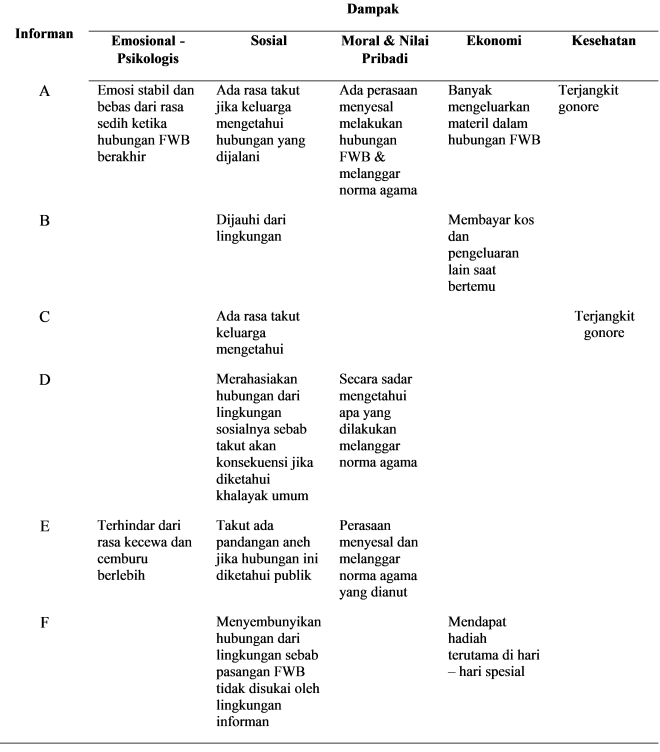 Dampak
Informan
Emosional -
Psikologis
Sosial
Moral & Nilai
Pribadi
Ekonomi
Kesehatan
A
Emosi stabil dan
bebas dari rasa
sedih ketika
hubungan FWB
berakhir
Ada rasa takut
jika keluarga
mengetahui
hubungan yang
dijalani
Ada perasaan
menyesal
melakukan
hubungan
FWB &
melanggar
norma agama
Banyak
mengeluarkan
materil dalam
hubungan FWB
Terjangkit
gonore
B
Dijauhi dari
lingkungan
Membayar kos
dan
pengeluaran
lain saat
bertemu
C
Ada rasa takut
keluarga
mengetahui
Terjangkit
gonore
D
Merahasiakan
hubungan dari
lingkungan
sosialnya sebab
takut akan
konsekuensi jika
diketahui
khalayak umum
Secara sadar
mengetahui
apa yang
dilakukan
melanggar
norma agama
E
Terhindar dari
rasa kecewa dan
cemburu
berlebih
Takut ada
pandangan aneh
jika hubungan ini
diketahui publik
Perasaan
menyesal dan
melanggar
norma agama
yang dianut
F
Menyembunyikan
hubungan dari
lingkungan sebab
pasangan FWB
tidak disukai oleh
lingkungan
informan
Mendapat
hadiah
terutama di hari
– hari spesial